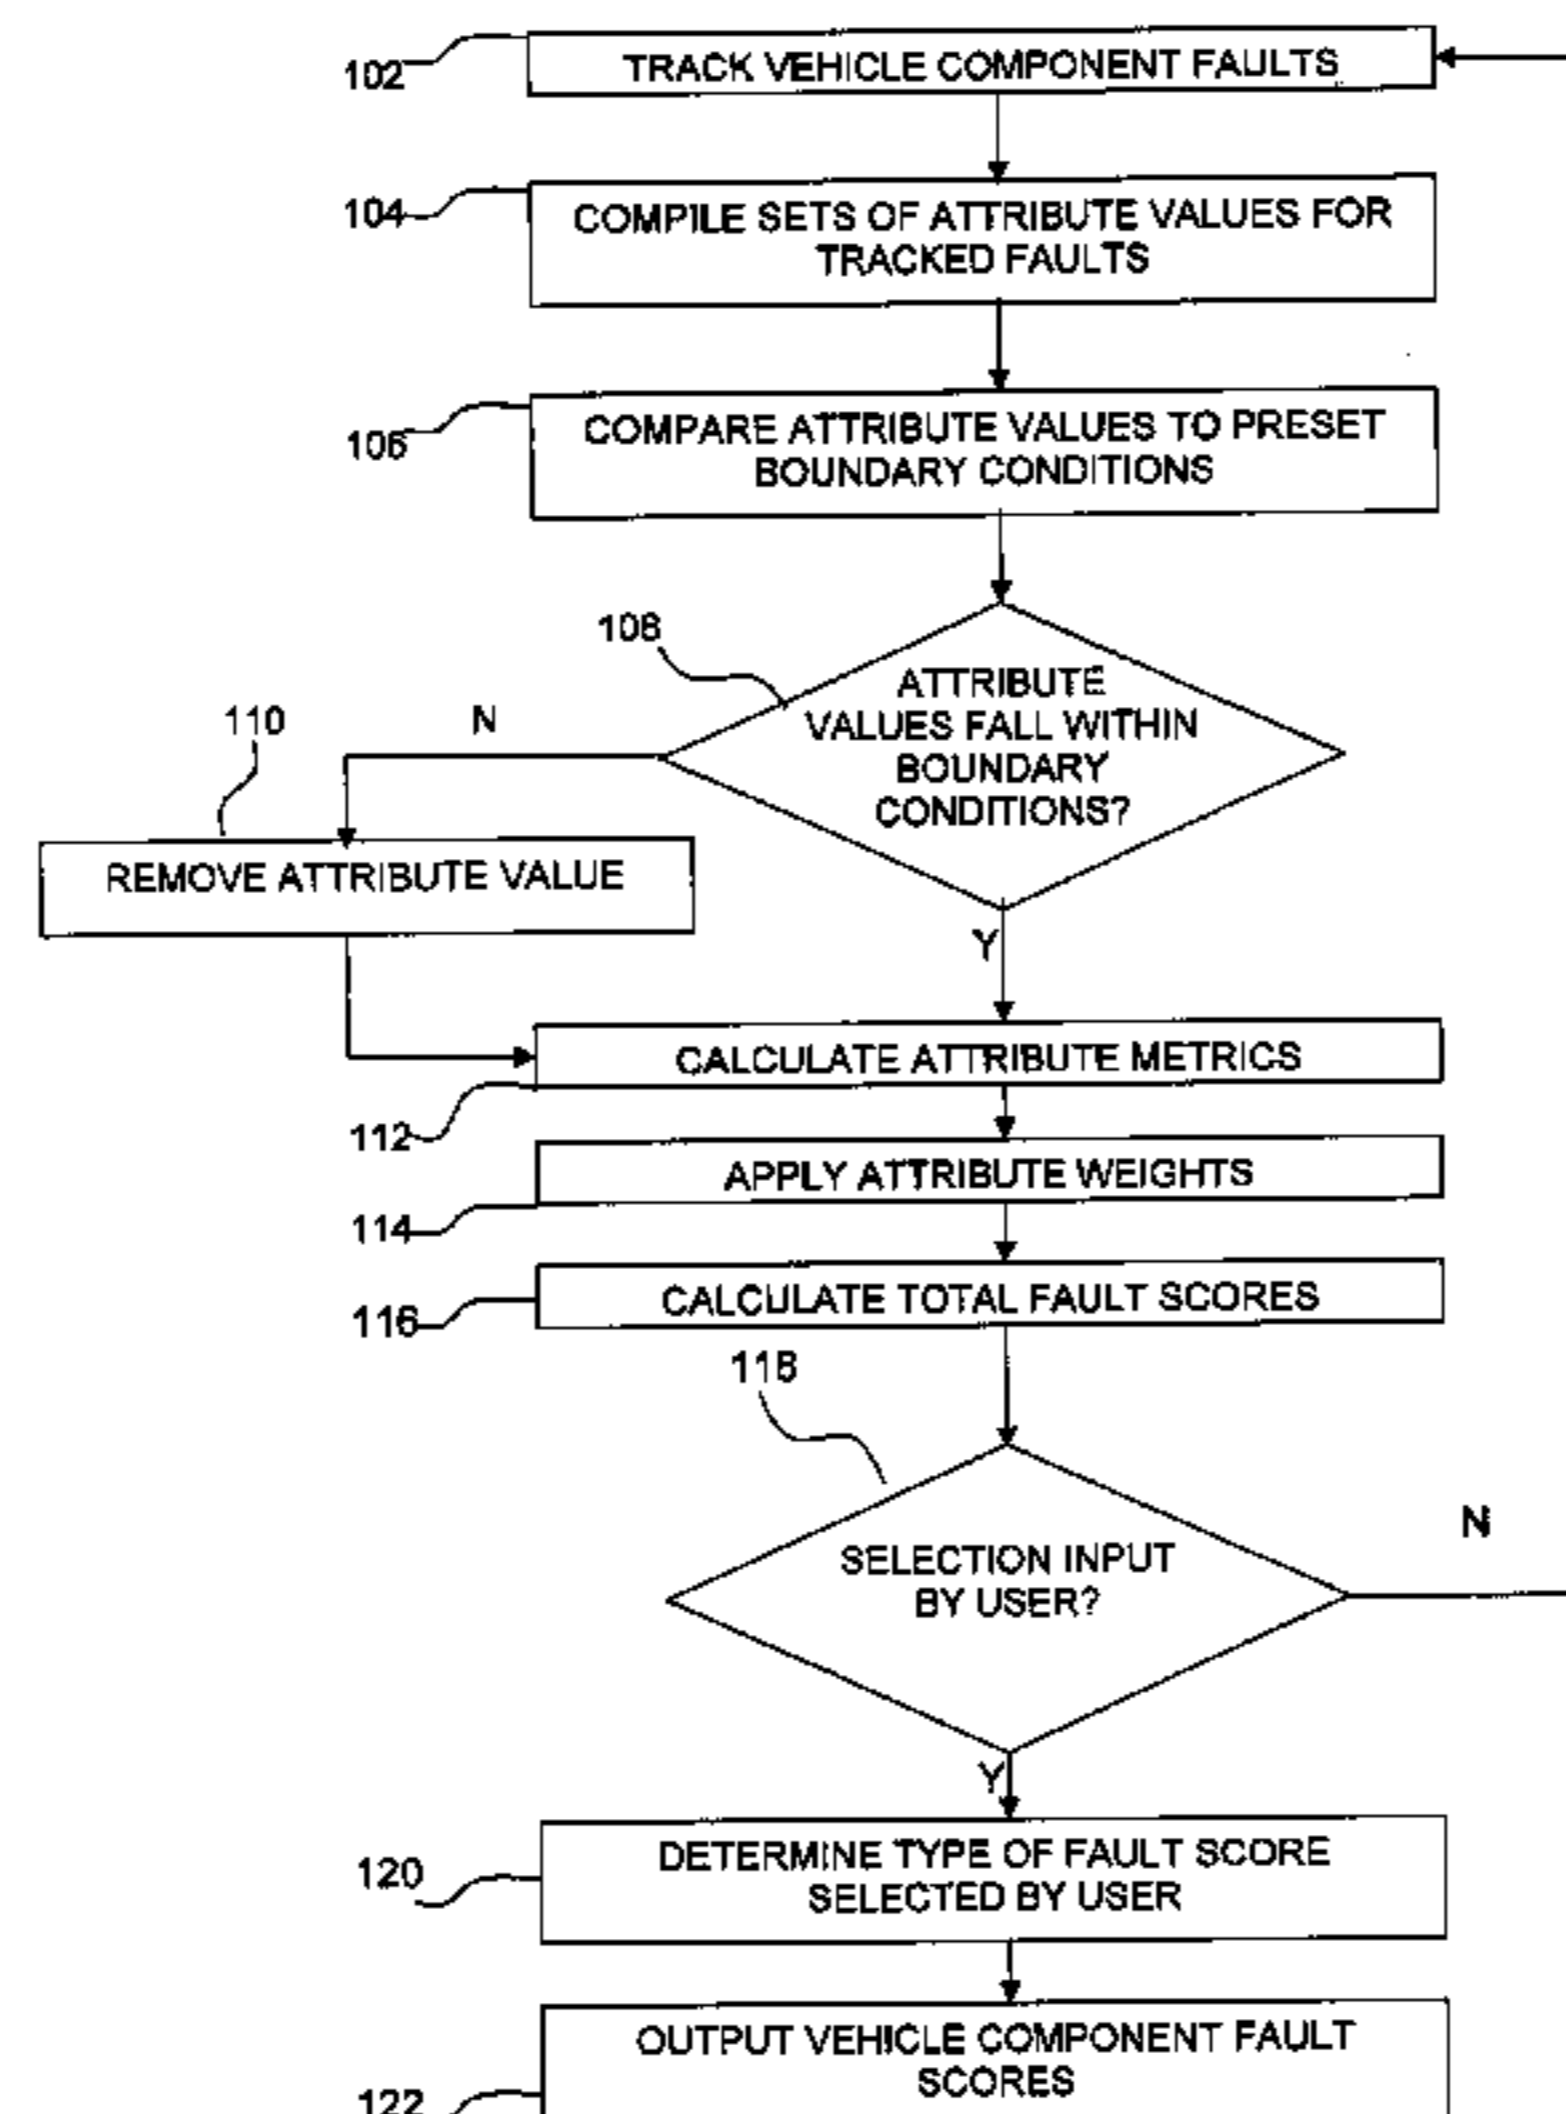 102
TRACK VEHICLE COMPONENT FAULTS
104
COMPILE SETS OF ATTRIBUTE VALUES FOR
TRACKED FAULTS
106
COMPARE ATTRIBUTE VALUES TO PRESET
BOUNDARY CONDITIONS
108
ATTRIBUTE
VALUES FALL WITHIN
BOUNDARY
CONDITIONS?
110
N
REMOVE ATTRIBUTE VALUE
Y
CALCULATE ATTRIBUTE METRICS
112
APPLY ATTRIBUTE WEIGHTS
114
CALCULATE TOTAL FAULT SCORES
116
118
SELECTION INPUT
BY USER?
N
Y
DETERMINE TYPE OF FAULT SCORE
SELECTED BY USER
120
OUTPUT VEHICLE COMPONENT FAULT
SCORES
122